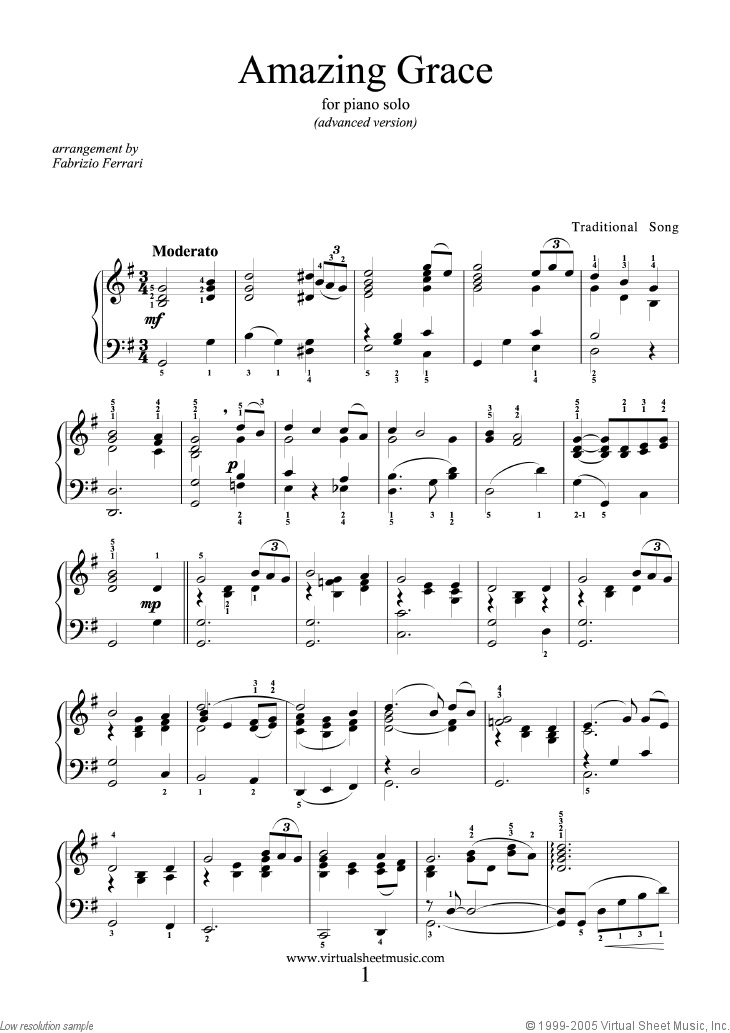 Amazing Grace
for piano solo
(advanced version)
arrangement by
Fabrizio Ferrari
Traditional Song
Moderato
mf
p
mp
www.virtualsheetmusic.com
1
Low resolution sample
©1999-2005 Virtual Sheet Music, Inc.